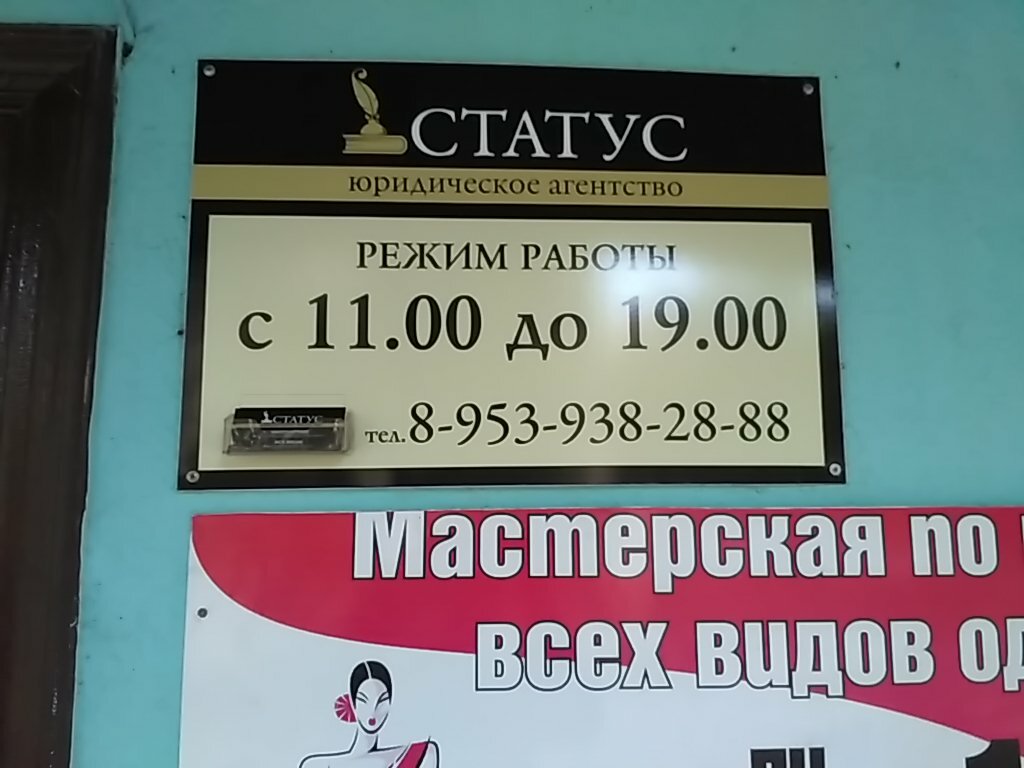 СТАТУС
юридическое агентство
РЕЖИМ РАБОТЫ
с 11.00 до 19.00
СТАТУС
тел.8-953-938-28-88
Мастерская по
всех видов од